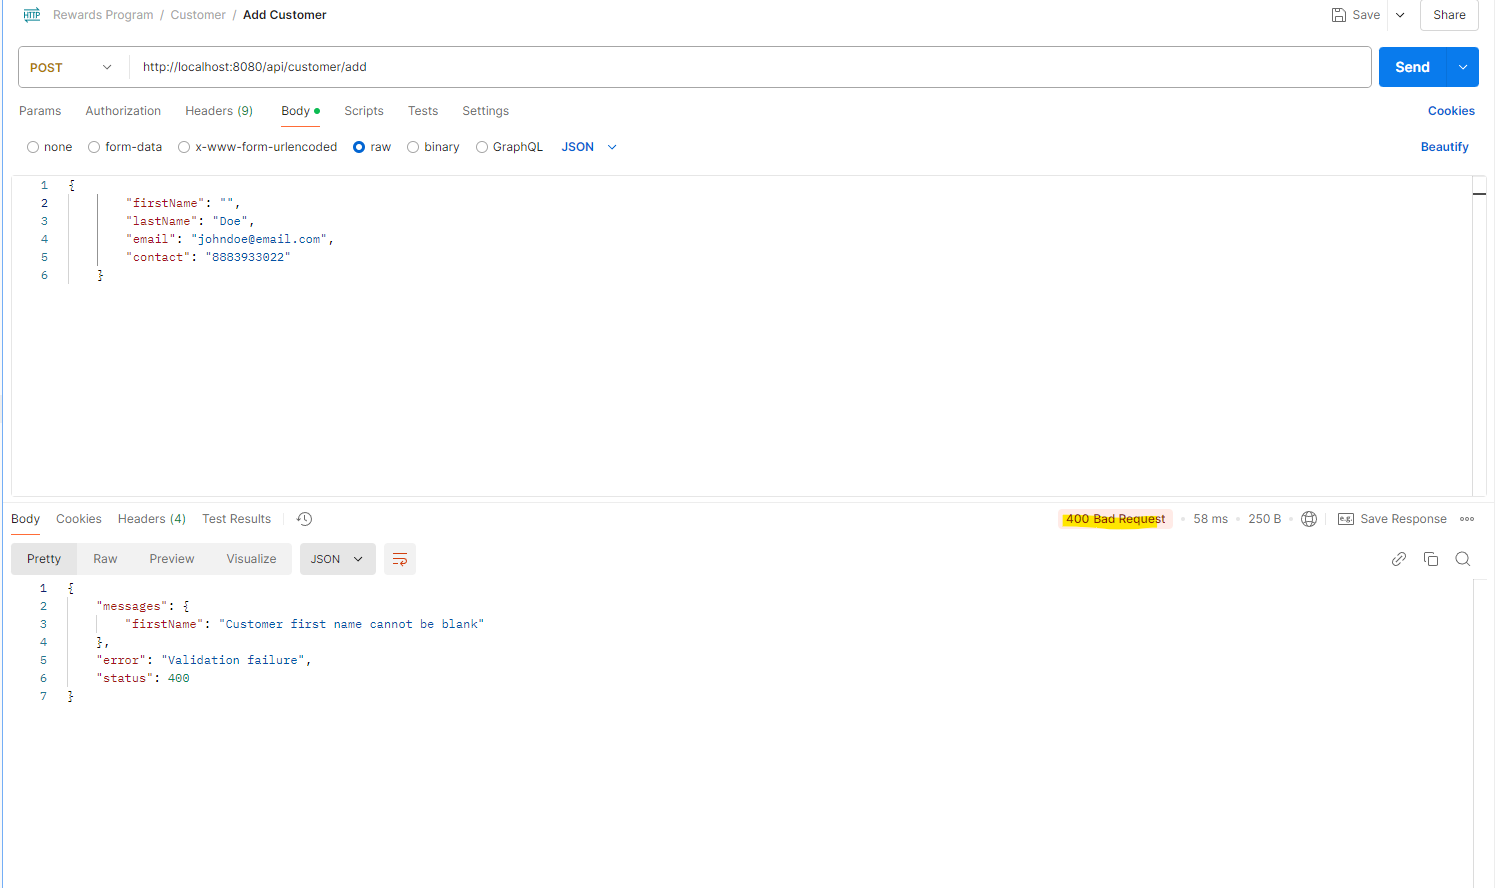 HTTP Rewards Program / Customer / Add Customer Save Share
POST http://localhost:8080/api/customer/add Send
Params Authorization Headers (9) Body Scripts Tests Settings Cookies
none form-data x-www-form-urlencoded raw binary GraphQL JSON Beautify
1 {
2 "firstName": "",
3 "lastName": "Doe",
4 "email": "johndoe@email.com",
5 "contact": "8883933022"
6 }
Body Cookies Headers (4) Test Results 400 Bad Request 58 ms 250 B e.g. Save Response
Pretty Raw Preview Visualize JSON
1 {
2 "messages": {
3 "firstName": "Customer first name cannot be blank"
4 },
5 "error": "Validation failure",
6 "status": 400
7 }